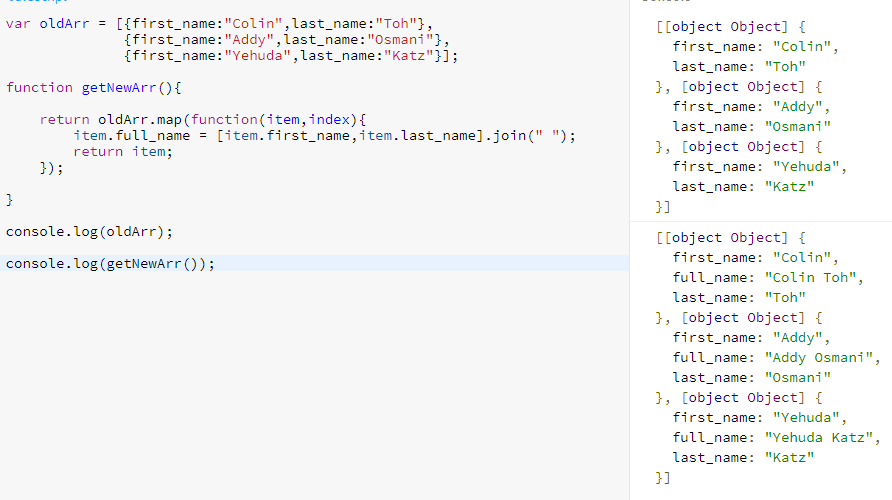 var oldArr = [{first_name:"Colin",last_name:"Toh"},
{first_name:"Addy",last_name:"Osmani"},
{first_name:"Yehuda",last_name:"Katz"}];
function getNewArr(){
return oldArr.map(function(item,index){
item.full_name = [item.first_name,item.last_name].join(" ");
return item;
});
}
console.log(oldArr);
console.log(getNewArr());
[[object Object] {
first_name: "Colin",
last_name: "Toh"
}, [object Object] {
first_name: "Addy",
last_name: "Osmani"
}, [object Object] {
first_name: "Yehuda",
last_name: "Katz"
}]
[[object Object] {
first_name: "Colin",
full_name: "Colin Toh",
last_name: "Toh"
}, [object Object] {
first_name: "Addy",
full_name: "Addy Osmani",
last_name: "Osmani"
}, [object Object] {
first_name: "Yehuda",
full_name: "Yehuda Katz",
last_name: "Katz"
}]